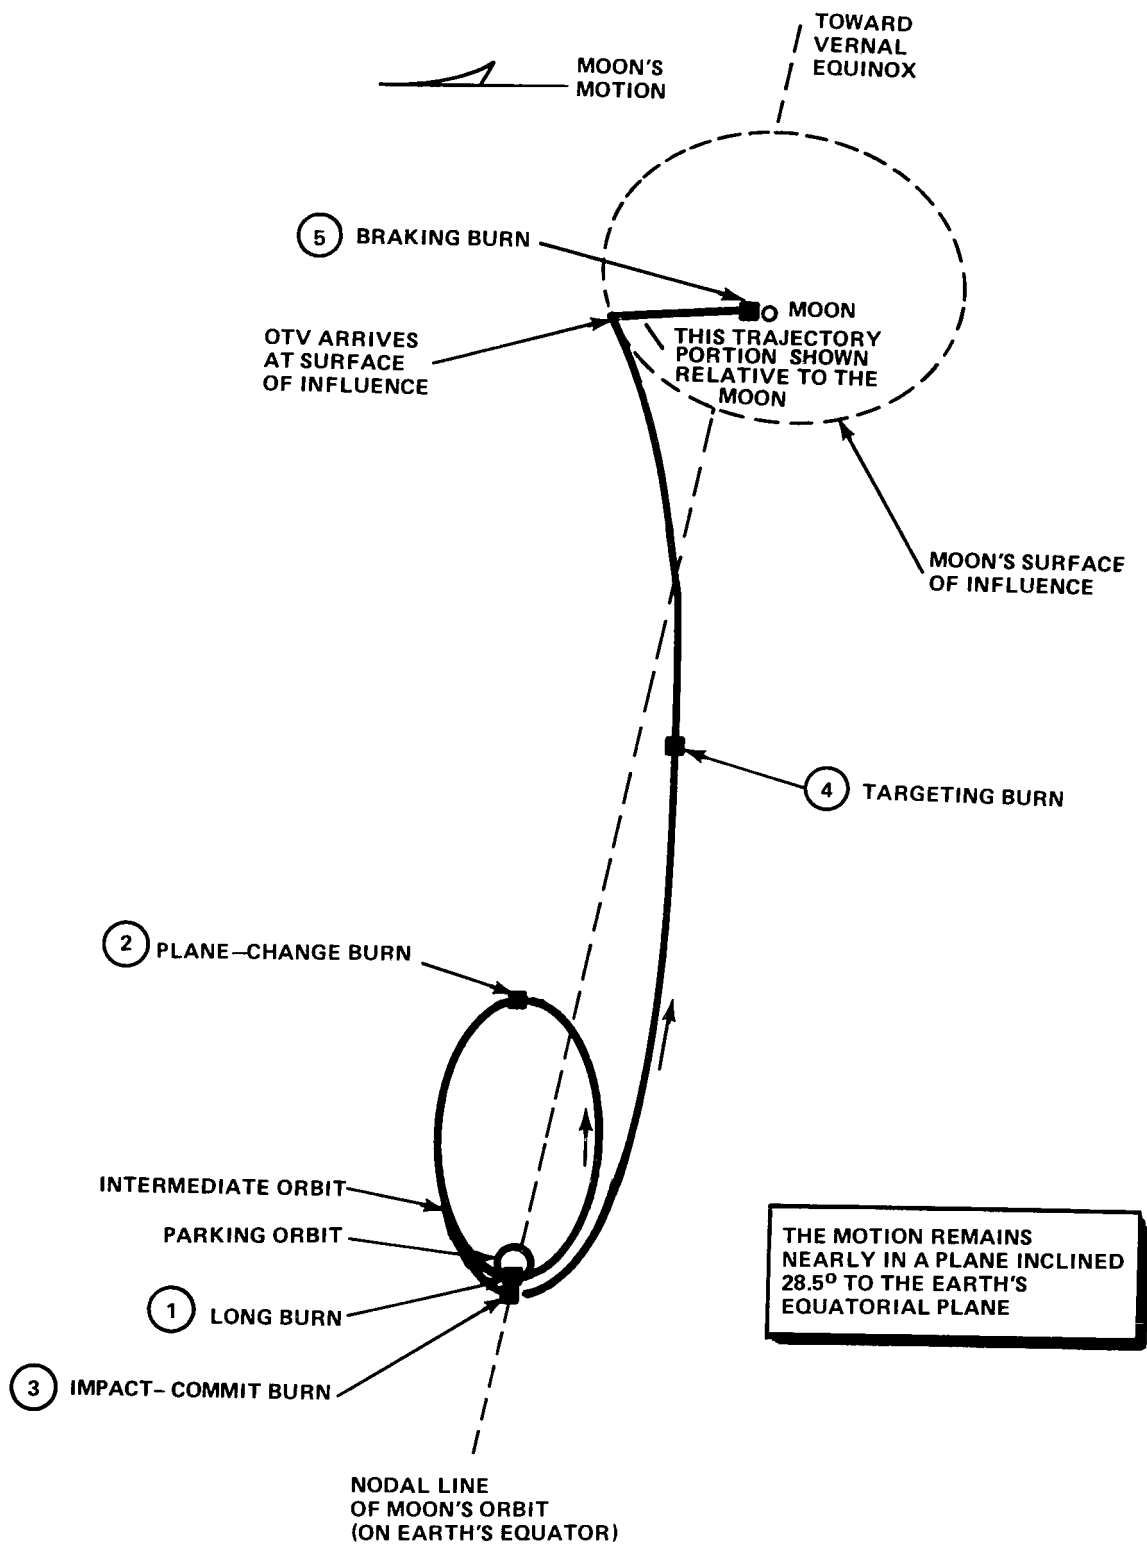 TOWARD
VERNAL
EQUINOX
MOON'S
MOTION
5 BRAKING BURN
MOON
OTV ARRIVES
AT SURFACE
OF INFLUENCE
THIS TRAJECTORY
PORTION SHOWN
RELATIVE TO THE
MOON
MOON'S SURFACE
OF INFLUENCE
4 TARGETING BURN
2 PLANE–CHANGE BURN
INTERMEDIATE ORBIT
PARKING ORBIT
1 LONG BURN
3 IMPACT– COMMIT BURN
THE MOTION REMAINS
NEARLY IN A PLANE INCLINED
28.5º TO THE EARTH'S
EQUATORIAL PLANE
NODAL LINE
OF MOON'S ORBIT
(ON EARTH'S EQUATOR)